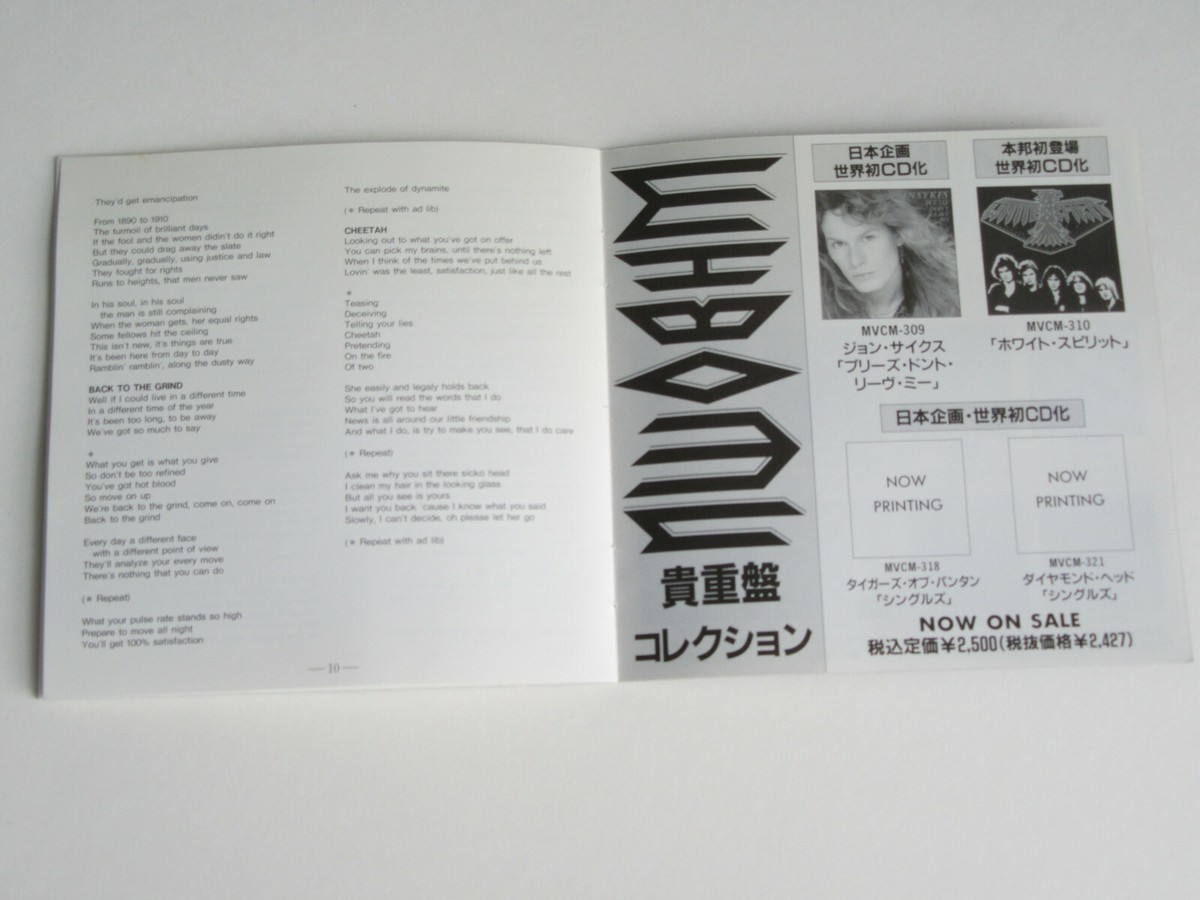 They'd get emancipation
From 1890 to 1910
The turmoil of brilliant days
If the fool and the women didin't do it right
But they could drag away the slate
Gradually, gradually, using justice and law
They fought for rights
Runs to heights, that men never saw
In his soul, in his soul
the man is still complaining
When the woman gets, her equal rights
Some fellows hit the ceiling
This isn't new, it's things are true
It's been here from day to day
Ramblin' ramblin', along the dusty way
BACK TO THE GRIND
Well if I could live in a different time
In a different time of the year
It's been too long, to be away
We've got so much to say
*
What you get is what you give
So don't be too refined
You've got hot blood
So move on up
We're back to the grind, come on, come on
Back to the grind
Every day a different face
with a different point of view
They'll analyze your every move
There's nothing that you can do
(* Repeat)
What your pulse rate stands so high
Prepare to move all night
You'll get 100% satisfaction
The explode of dynamite
(* Repeat with ad lib)
CHEETAH
Looking out to what you've got on offer
You can pick my brains, until there's nothing left
When I think of the times we've put behind us
Lovin' was the least, satisfaction, just like all the rest
*
Teasing
Deceiving
Telling your lies
Cheetah
Pretending
On the fire
Of two
She easily and legaly holds back
So you will read the words that I do
What I've got to hear
News is all around our little friendship
And what I do, is try to make you see, that I do care
(* Repeat)
Ask me why you sit there sicko head
I clean my hair in the looking glass
But all you see is yours
I want you back 'cause I know what you said
Slowly, I can't decide, oh please let her go
(* Repeat with ad lib)
— 10 —
NWOBHM
貴重盤
コレクション
日本企画
世界初CD化
MVCM-309
ジョン・サイクス
「プリーズ・ドント・
リーヴ・ミー」
本邦初登場
世界初CD化
MVCM-310
「ホワイト・スピリット」
日本企画・世界初CD化
NOW
PRINTING
MVCM-318
タイガーズ・オブ・パンタン
「シングルズ」
NOW
PRINTING
MVCM-321
ダイヤモンド・ヘッド
「シングルズ」
NOW ON SALE
税込定価¥2,500(税抜価格¥2,427)